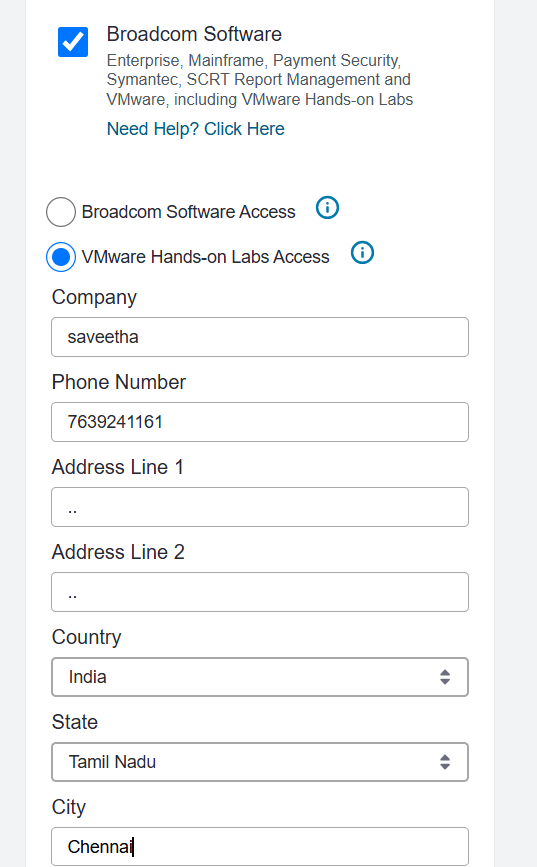 Broadcom Software
Enterprise, Mainframe, Payment Security,
Symantec, SCRT Report Management and
VMware, including VMware Hands-on Labs
Need Help? Click Here
Broadcom Software Access
VMware Hands-on Labs Access
Company
saveetha
Phone Number
7639241161
Address Line 1
..
Address Line 2
..
Country
India
State
Tamil Nadu
City
Chennai